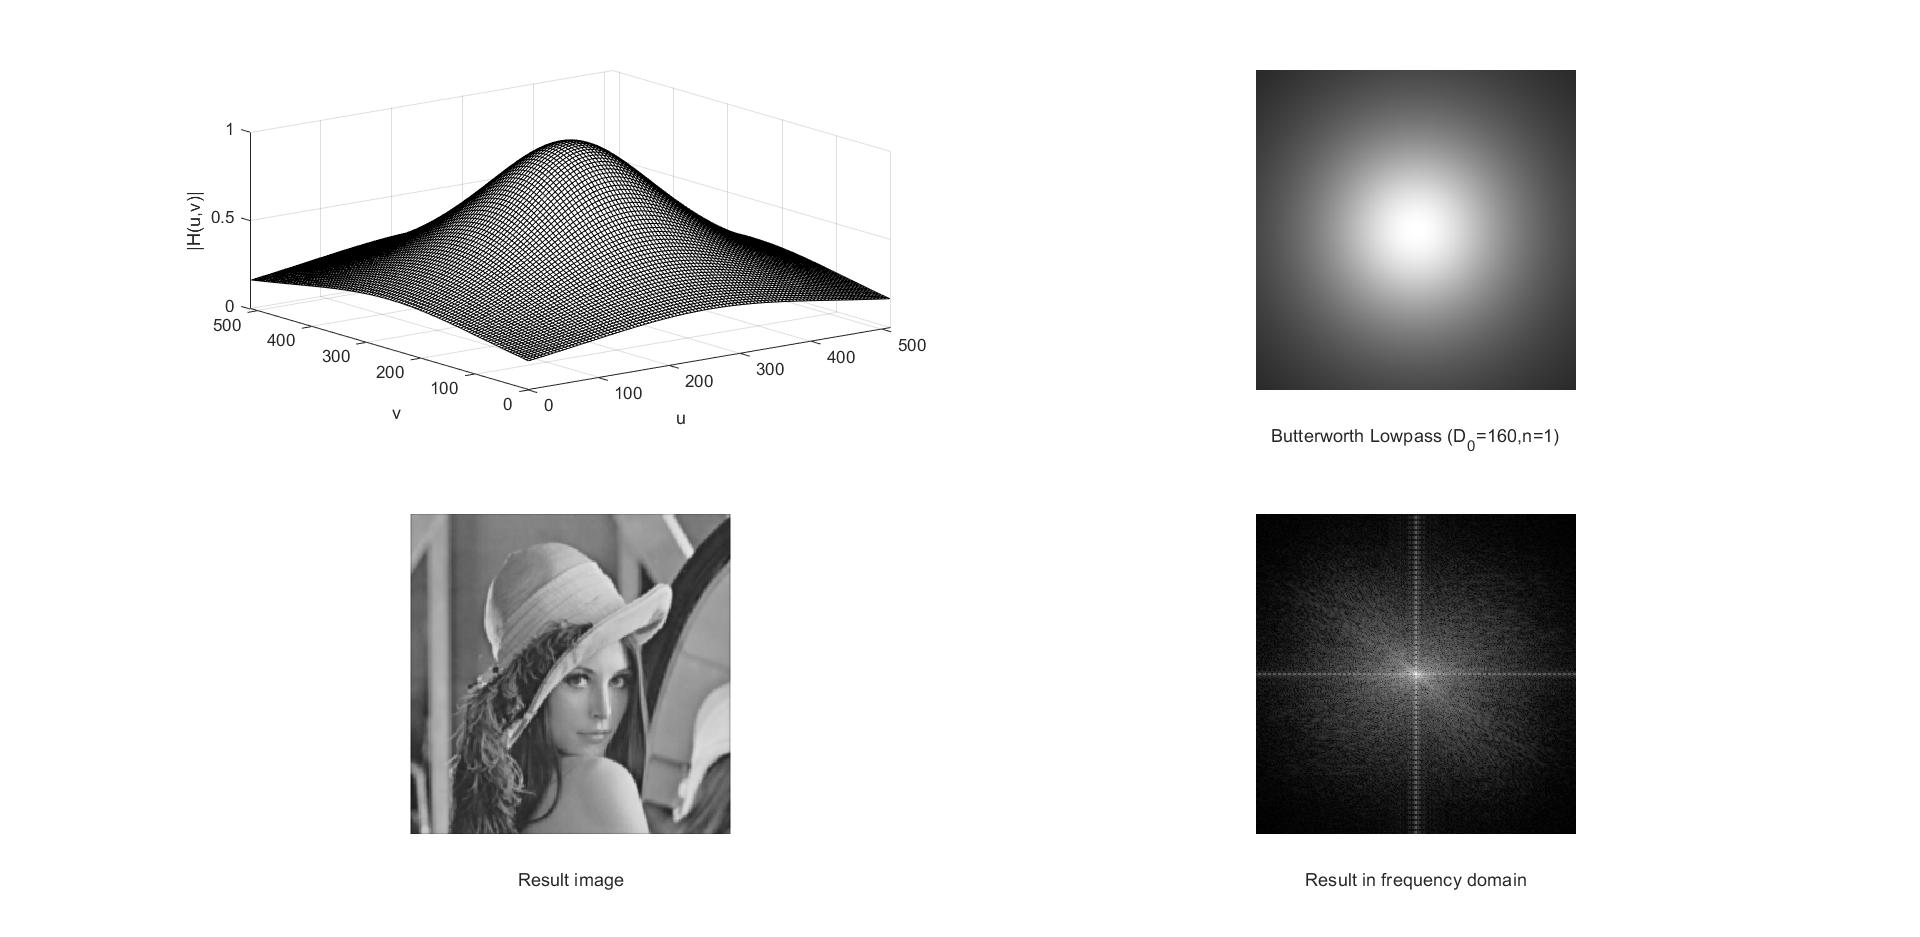 1
0.5
0
|H(u,v)|
500
400
300
200
100
0
v
0
100
200
300
400
500
u
Butterworth Lowpass (D0=160,n=1)
Result image
Result in frequency domain